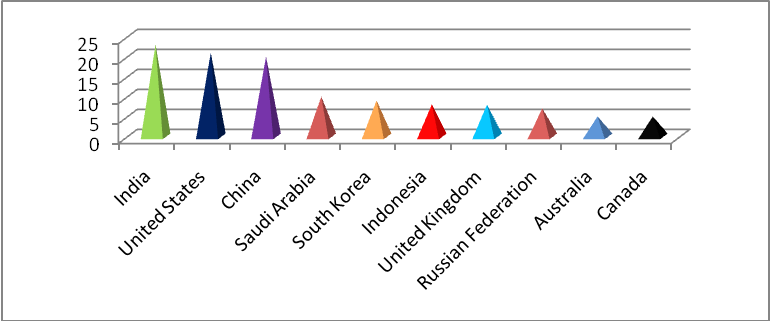 25
20
15
10
5
0
India
United States
China
Saudi Arabia
South Korea
Indonesia
United Kingdom
Russian Federation
Australia
Canada